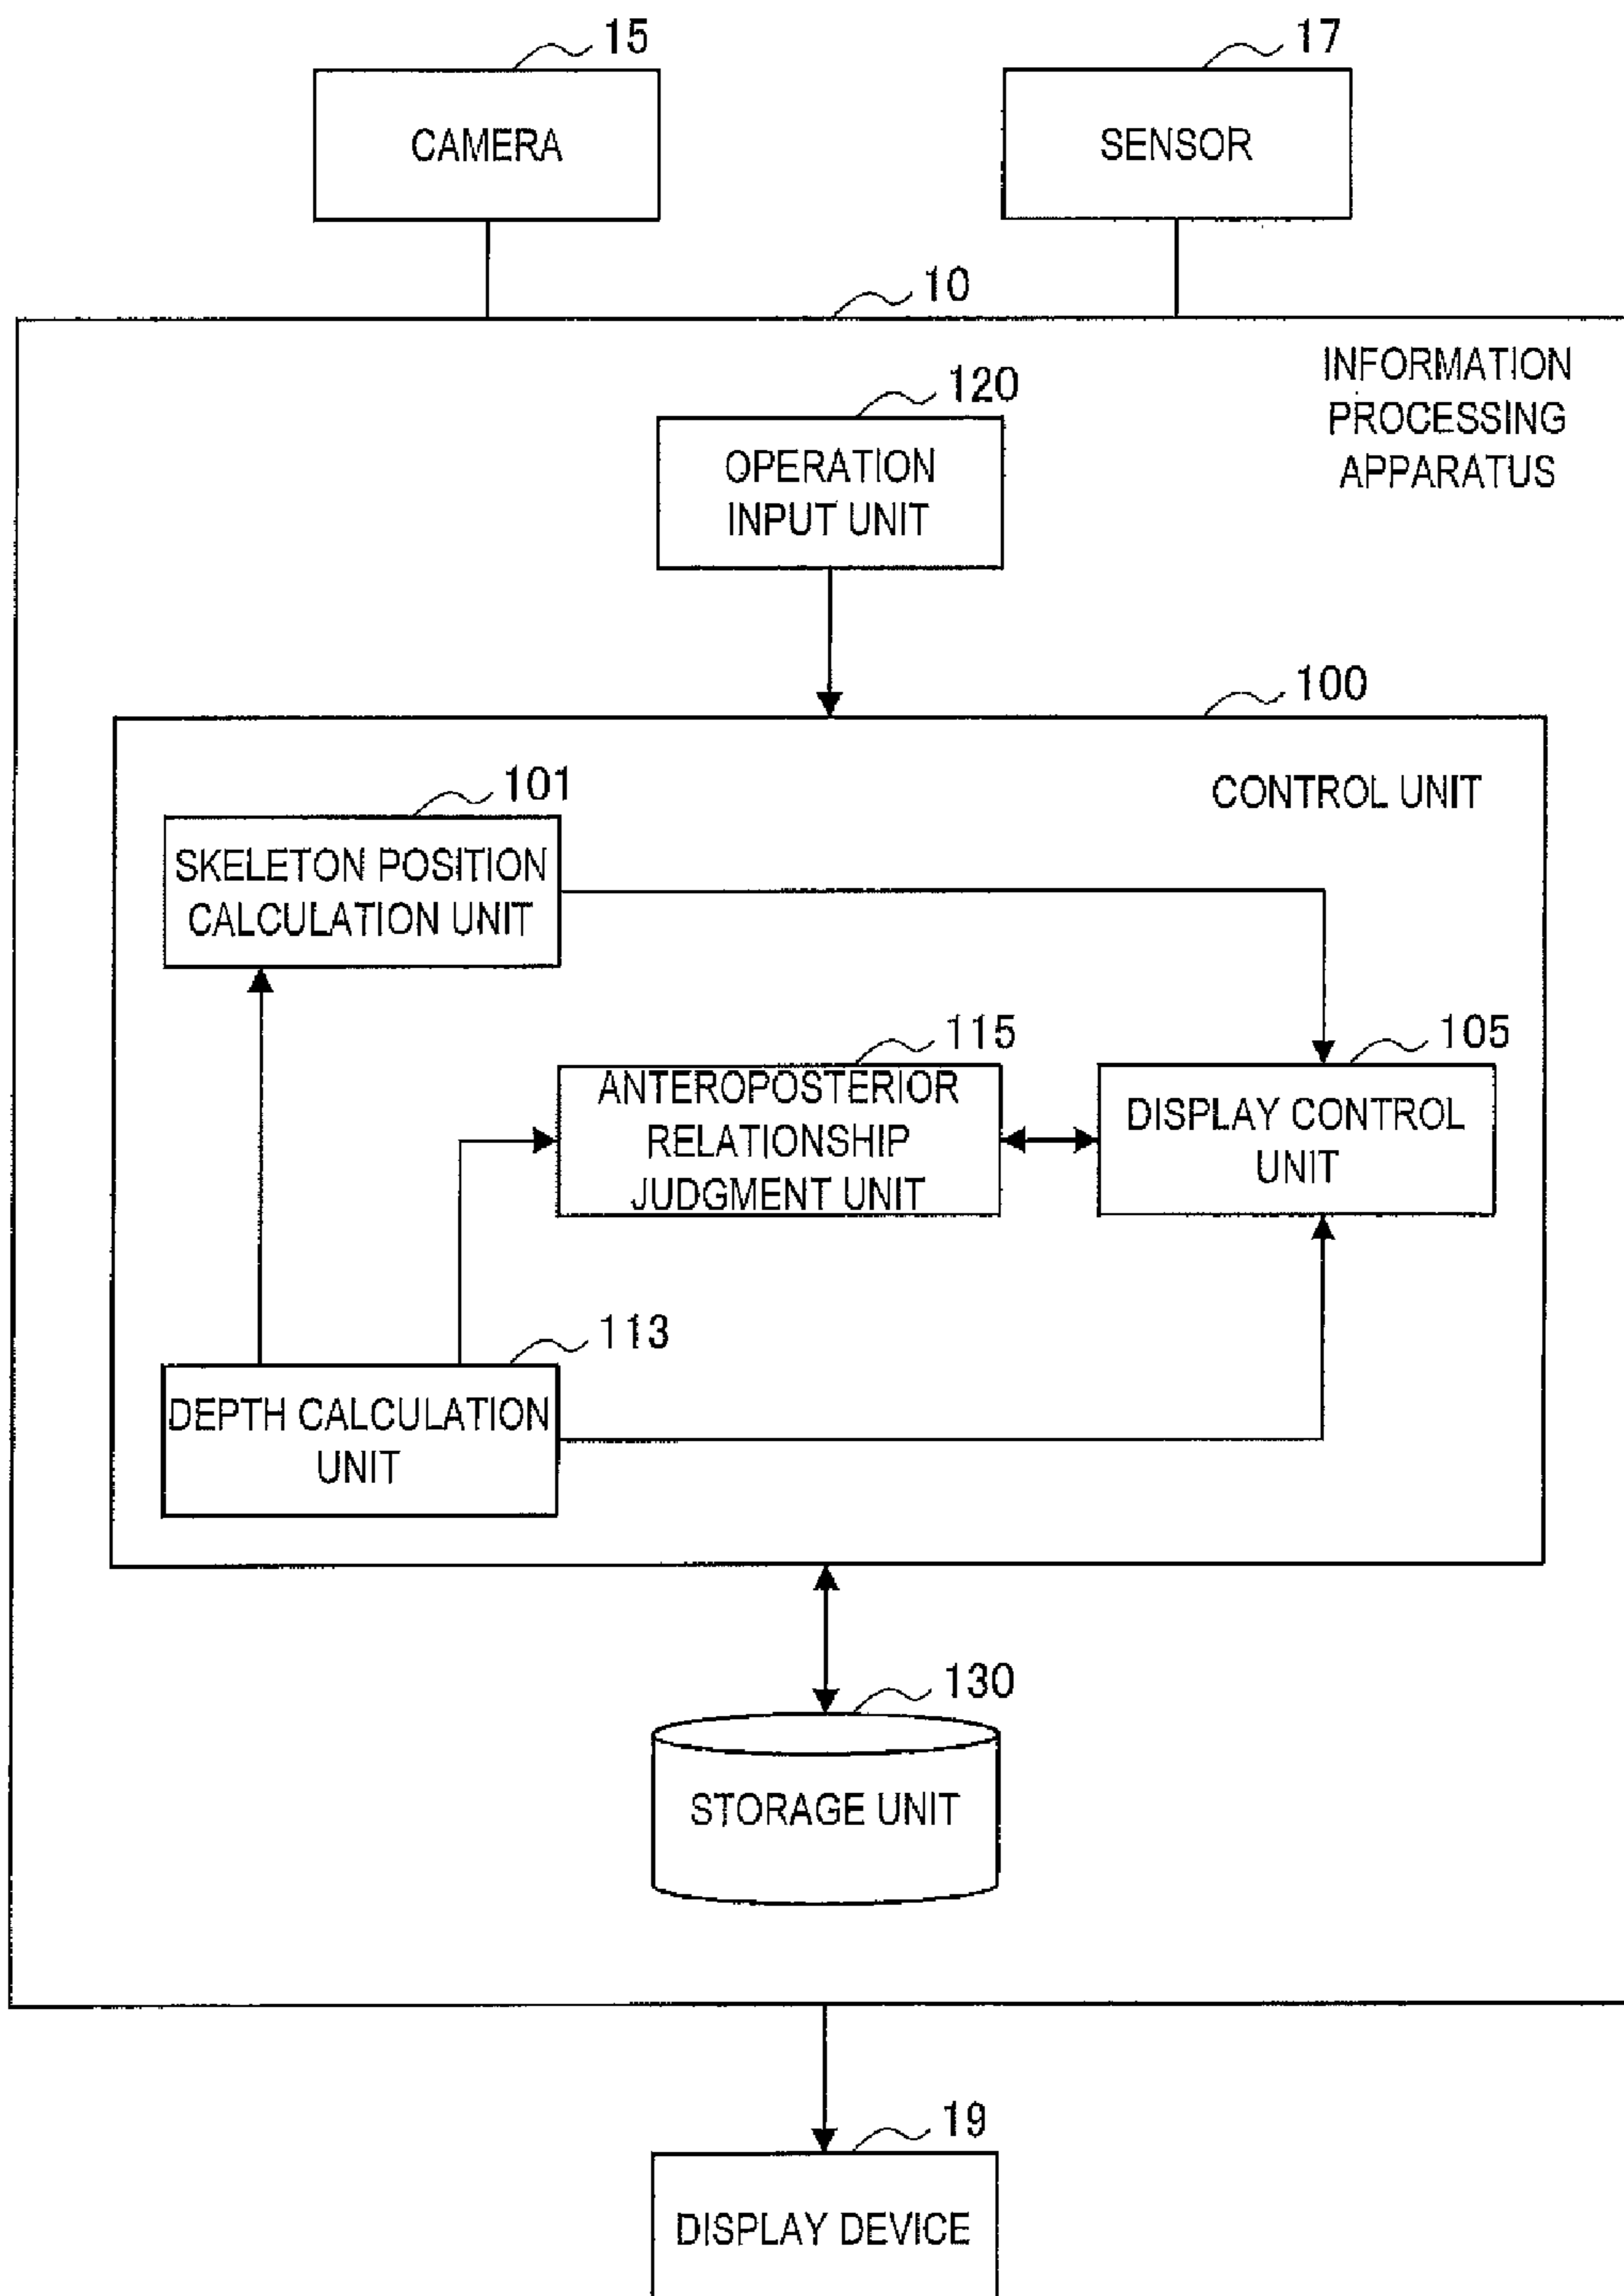 15
17
CAMERA
SENSOR
10
INFORMATION
PROCESSING
APPARATUS
120
OPERATION
INPUT UNIT
100
CONTROL UNIT
101
SKELETON POSITION
CALCULATION UNIT
115
ANTEROPOSTERIOR
RELATIONSHIP
JUDGMENT UNIT
105
DISPLAY CONTROL
UNIT
113
DEPTH CALCULATION
UNIT
130
STORAGE UNIT
19
DISPLAY DEVICE